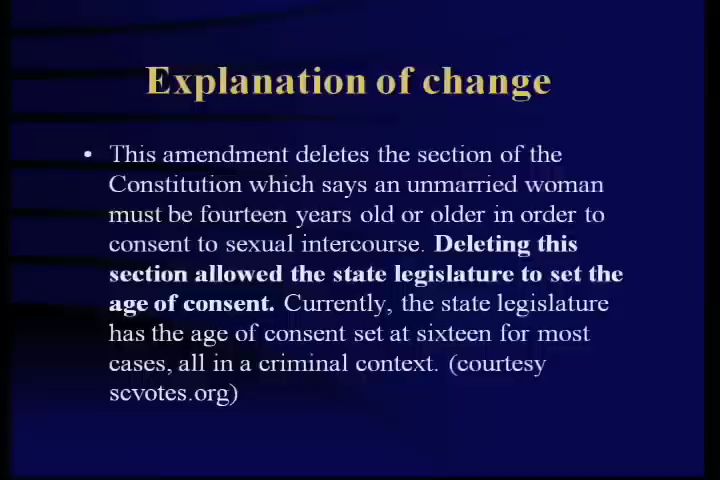 Explanation of change
• This amendment deletes the section of the
Constitution which says an unmarried woman
must be fourteen years old or older in order to
consent to sexual intercourse. Deleting this
section allowed the state legislature to set the
age of consent. Currently, the state legislature
has the age of consent set at sixteen for most
cases, all in a criminal context. (courtesy
scvotes.org)